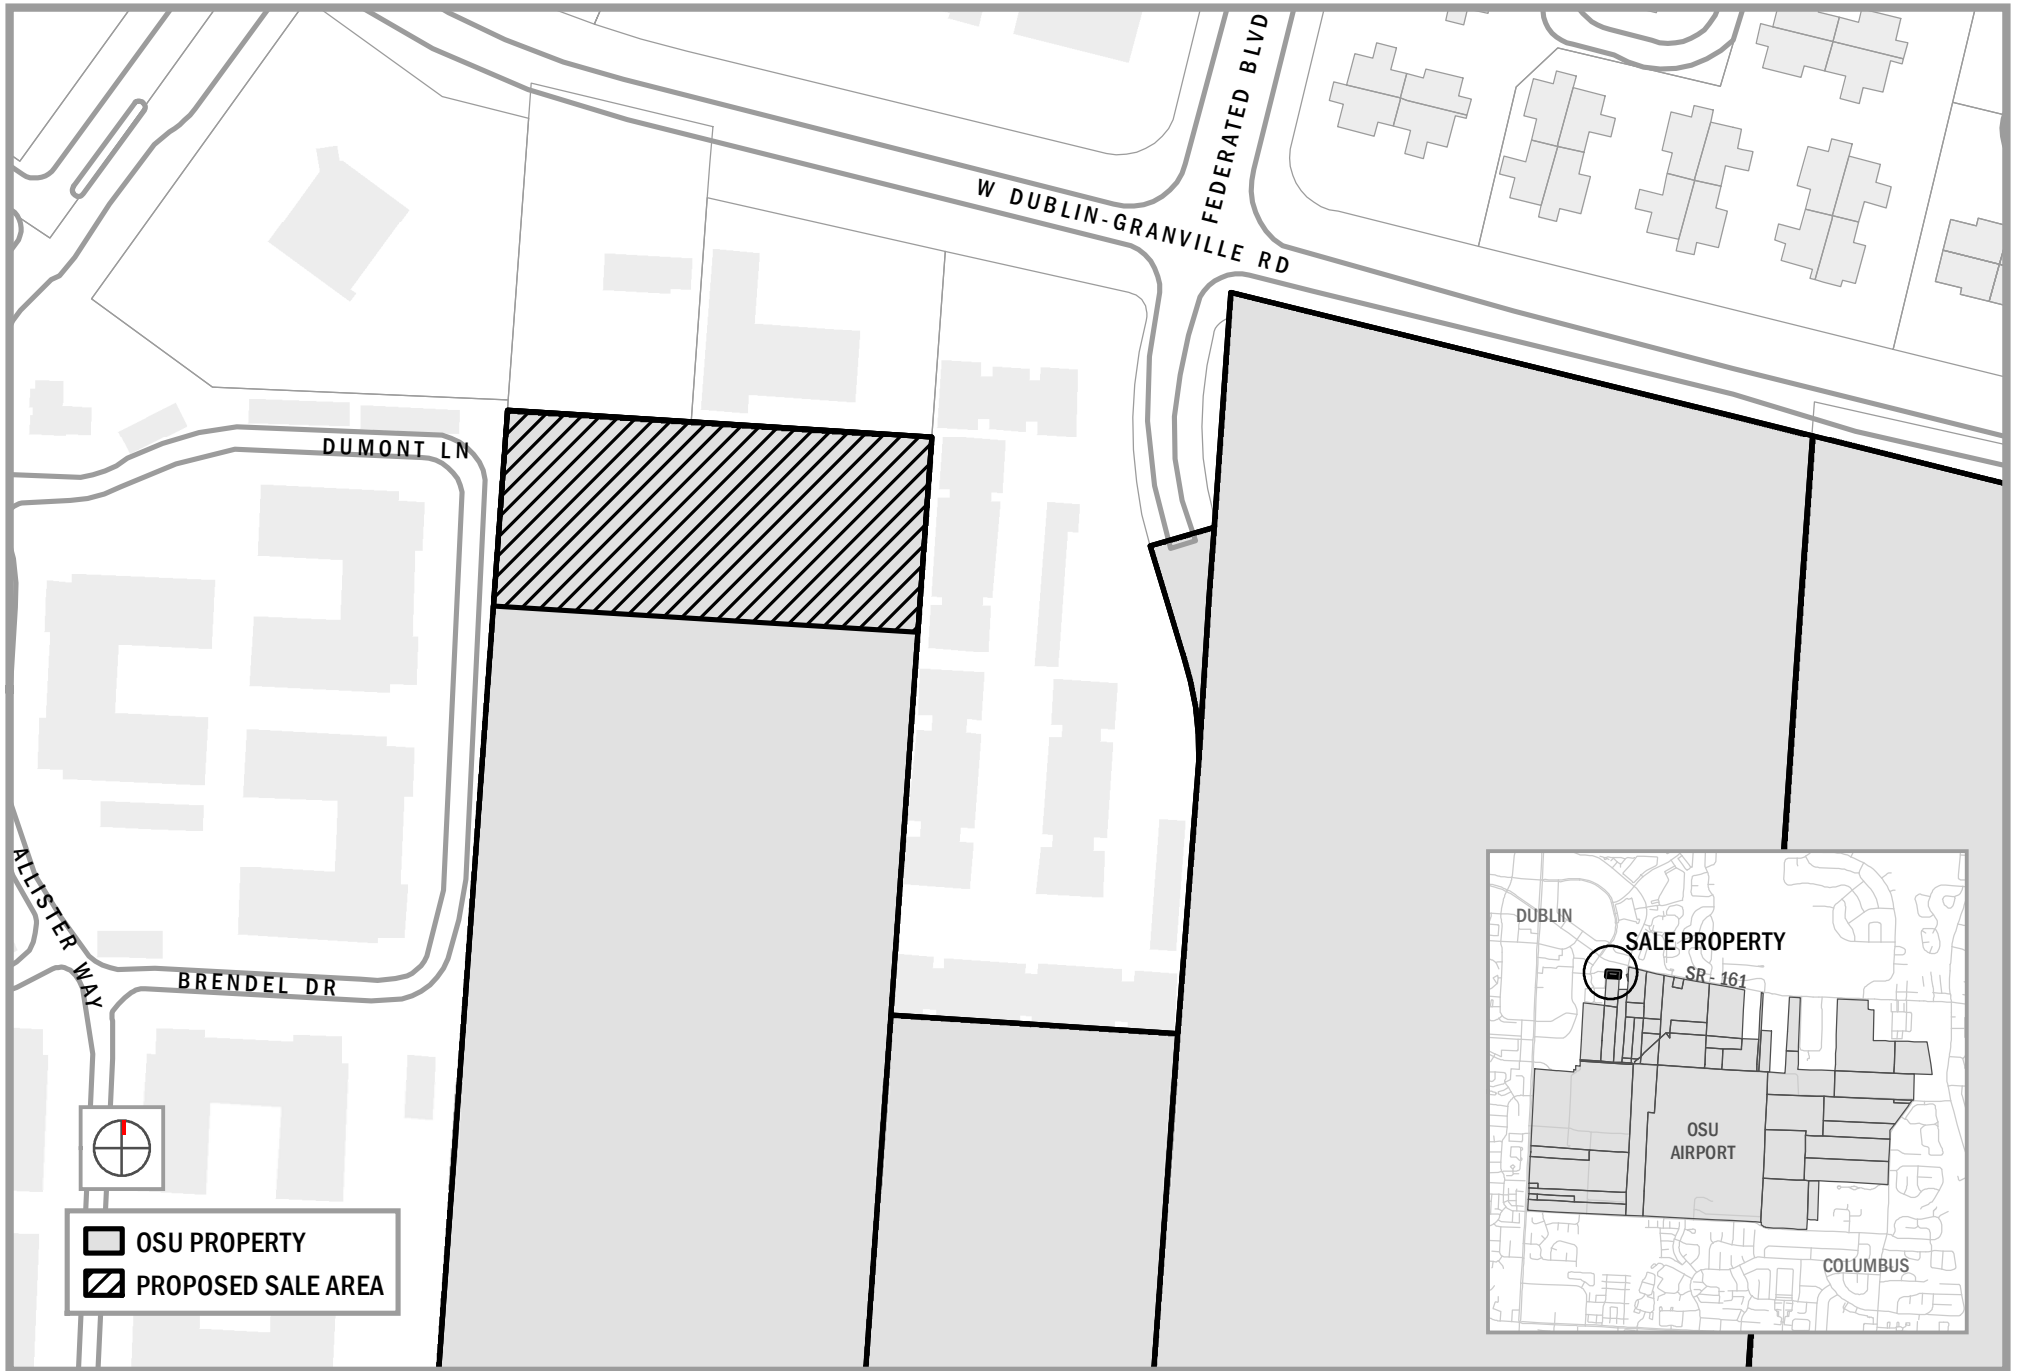 FEDERATED BLVD
W DUBLIN-GRANVILLE RD
DUMONT LN
ALLISTER WAY
BRENDEL DR
DUBLIN
SALE PROPERTY
SR - 161
OSU
AIRPORT
COLUMBUS
OSU PROPERTY
PROPOSED SALE AREA